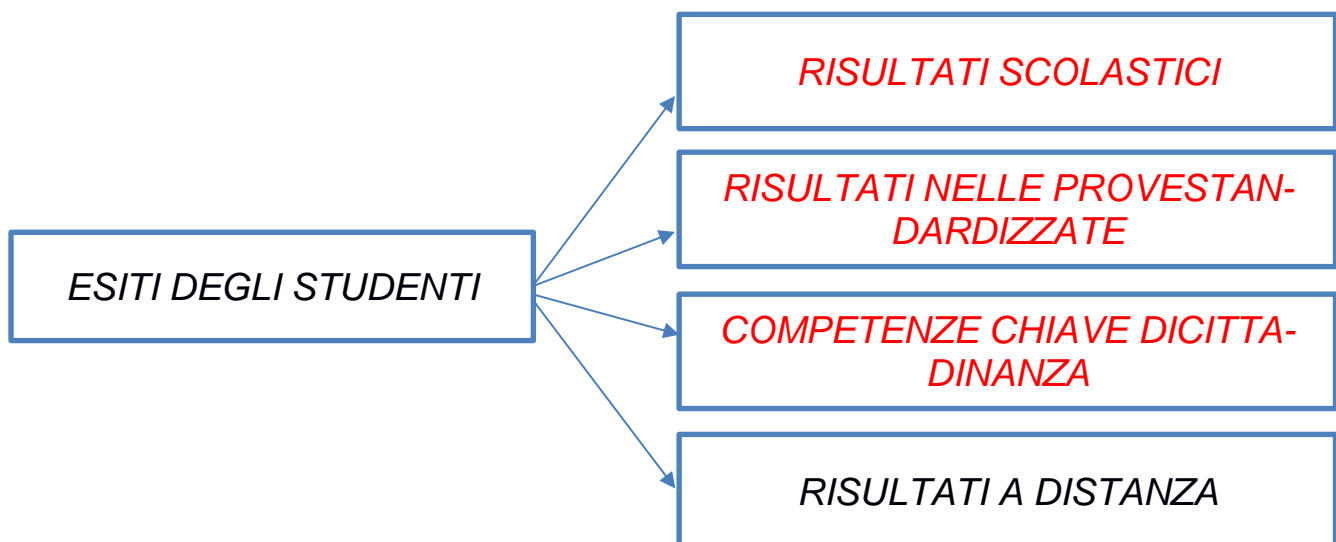 RISULTATI SCOLASTICI
RISULTATI NELLE PROVESTAN-
DARDIZZATE
ESITI DEGLI STUDENTI
COMPETENZE CHIAVE DICITTA-
DINANZA
RISULTATI A DISTANZA